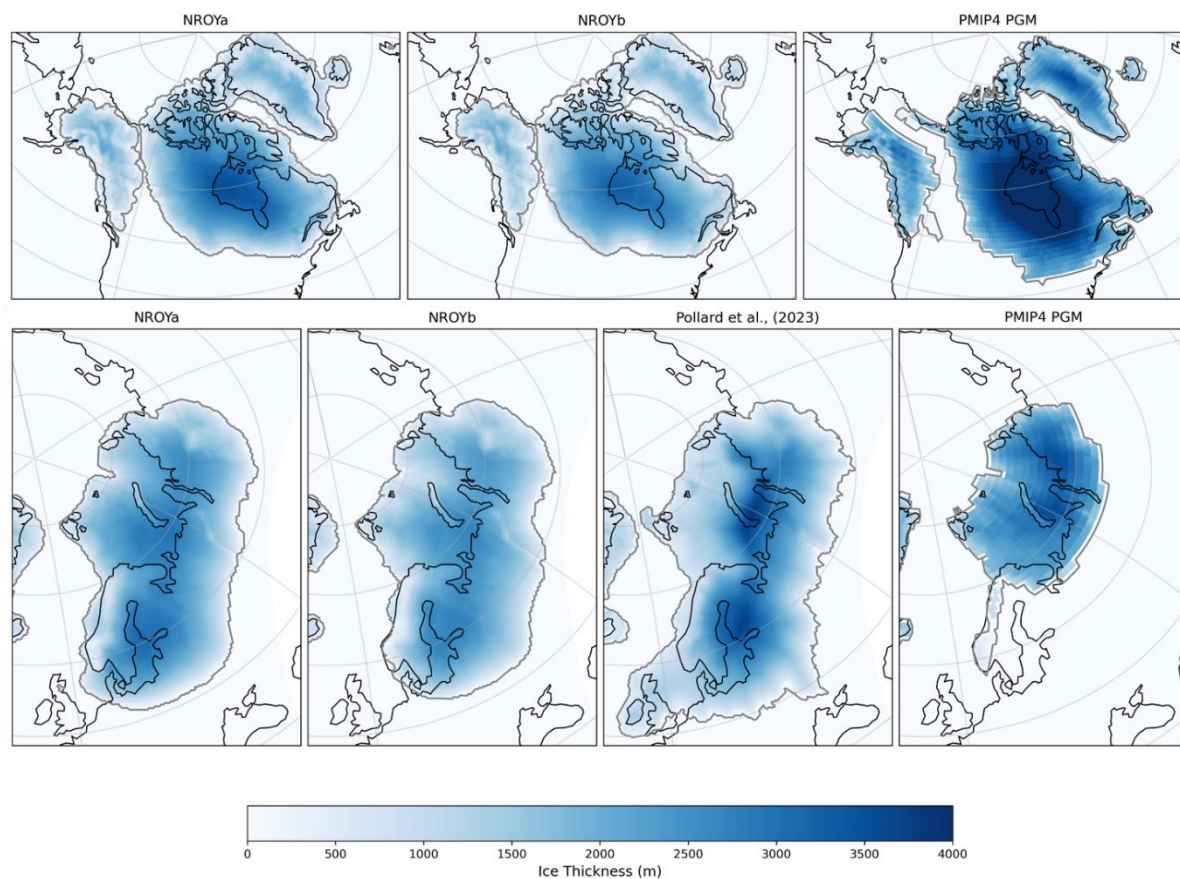 NROYa
NROYb
PMIP4 PGM
NROYa
NROYb
Pollard et al., (2023)
PMIP4 PGM
0
500
1000
1500
2000
2500
3000
3500
4000
Ice Thickness (m)